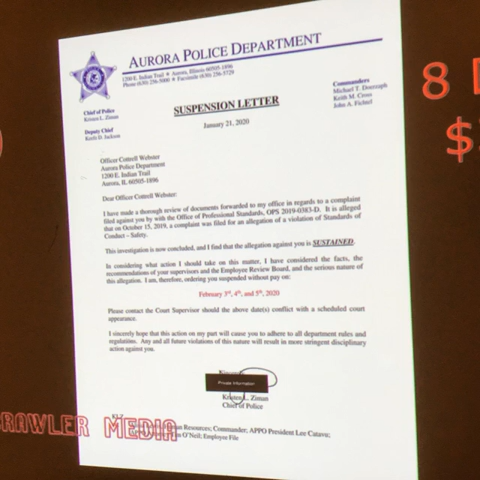 AURORA POLICE DEPARTMENT
1200 E. Indian Trail ✶ Aurora, Illinois 60505-1896
Phone (630) 256-5000 ✶ Facsimile (630) 256-5729
Chief of Police
Kristen L. Ziman
Deputy Chief
Keith D. Jackson
Commanders
Michael T. Doerzaph
Keith M. Cross
John A. Fichtel
SUSPENSION LETTER
January 21, 2020
Officer Cottrell Webster
Aurora Police Department
1200 E. Indian Trail
Aurora, IL 60505-1896
Dear Officer Cottrell Webster:
I have made a thorough review of documents forwarded to my office in regards to a complaint
filed against you by with the Office of Professional Standards, OPS 2019-0383-D. It is alleged
that on October 15, 2019, a complaint was filed for an allegation of a violation of Standards of
Conduct – Safety.
This investigation is now concluded, and I find that the allegation against you is SUSTAINED.
In considering what action I should take on this matter, I have considered the facts, the
recommendations of your supervisors and the Employee Review Board, and the serious nature of
this allegation. I am, therefore, ordering you suspended without pay on:
February 3rd, 4th, and 5th, 2020
Please contact the Court Supervisor should the above date(s) conflict with a scheduled court
appearance.
I sincerely hope that this action on my part will cause you to adhere to all department rules and
regulations. Any and all future violations of this nature will result in more stringent disciplinary
action against you.
Private Information
Kristen L. Ziman
Chief of Police
Resources; Commander, APPO President Lee Catavu;
O'Neil; Employee File
8
$
CRAWLER MEDIA